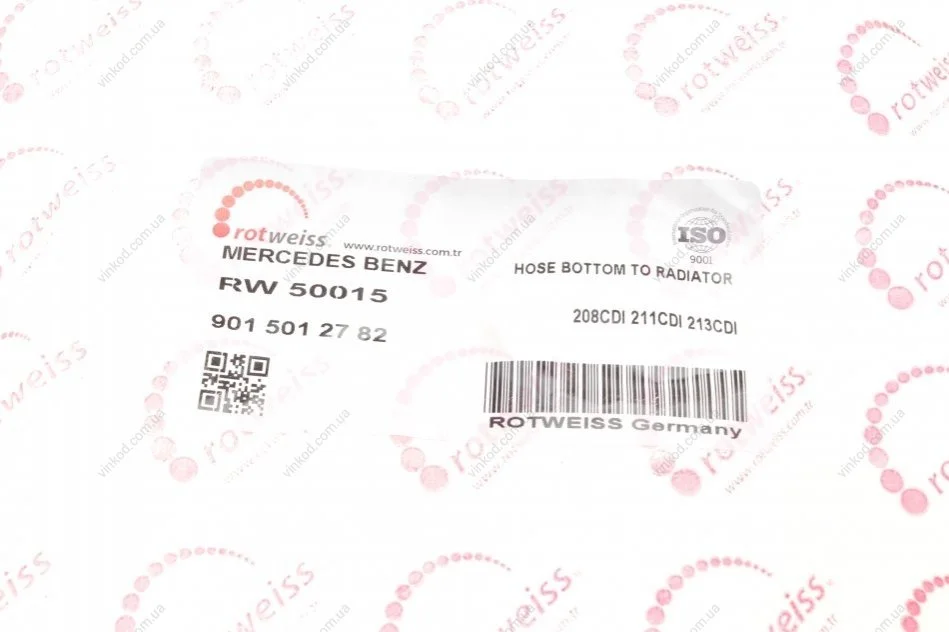 rotweiss
www.rotweiss.com.tr
MERCEDES BENZ
RW 50015
901 501 27 82
ISO
9001
HOSE BOTTOM TO RADIATOR
208CDI 211CDI 213CDI
ROTWEISS Germany
vinkod.com.ua